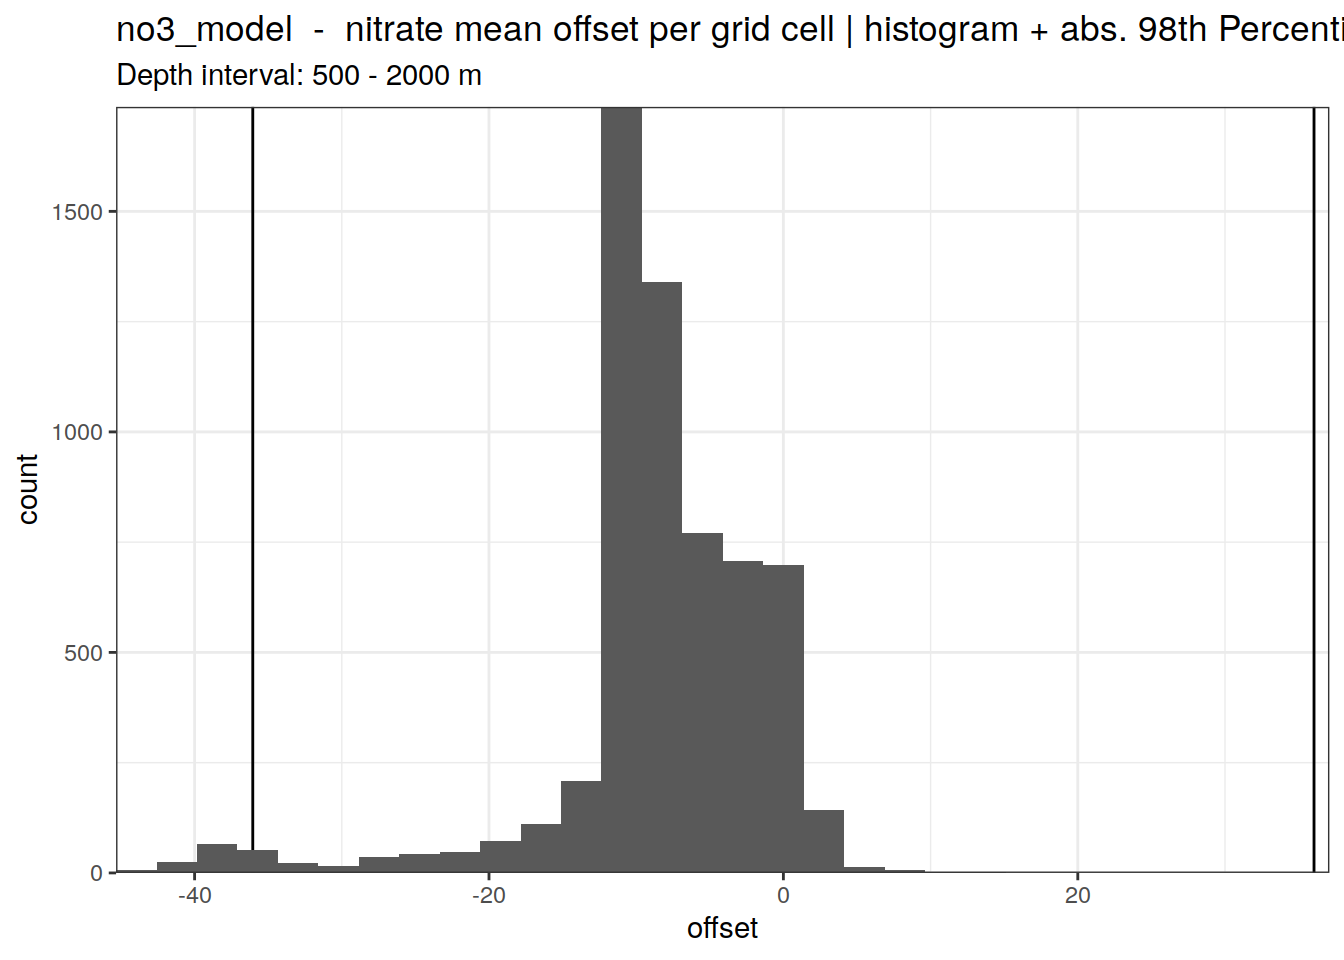 no3_model - nitrate mean offset per grid cell | histogram + abs. 98th Percenti
Depth interval: 500 - 2000 m
1500
1000
500
0
count
-40
-20
0
20
offset